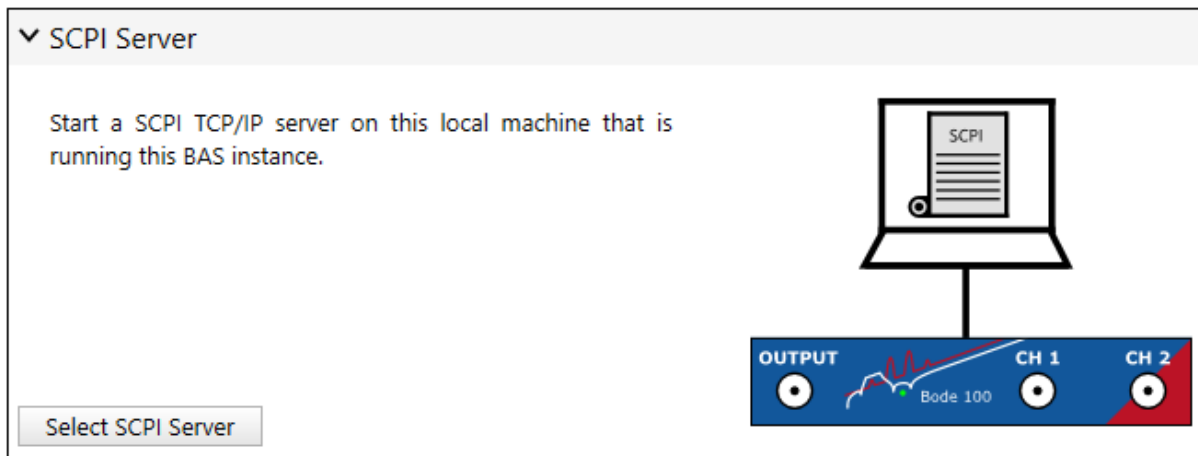 SCPI Server
Start a SCPI TCP/IP server on this local machine that is
running this BAS instance.
SCPI
OUTPUT
CH 1
CH 2
Bode 100
Select SCPI Server